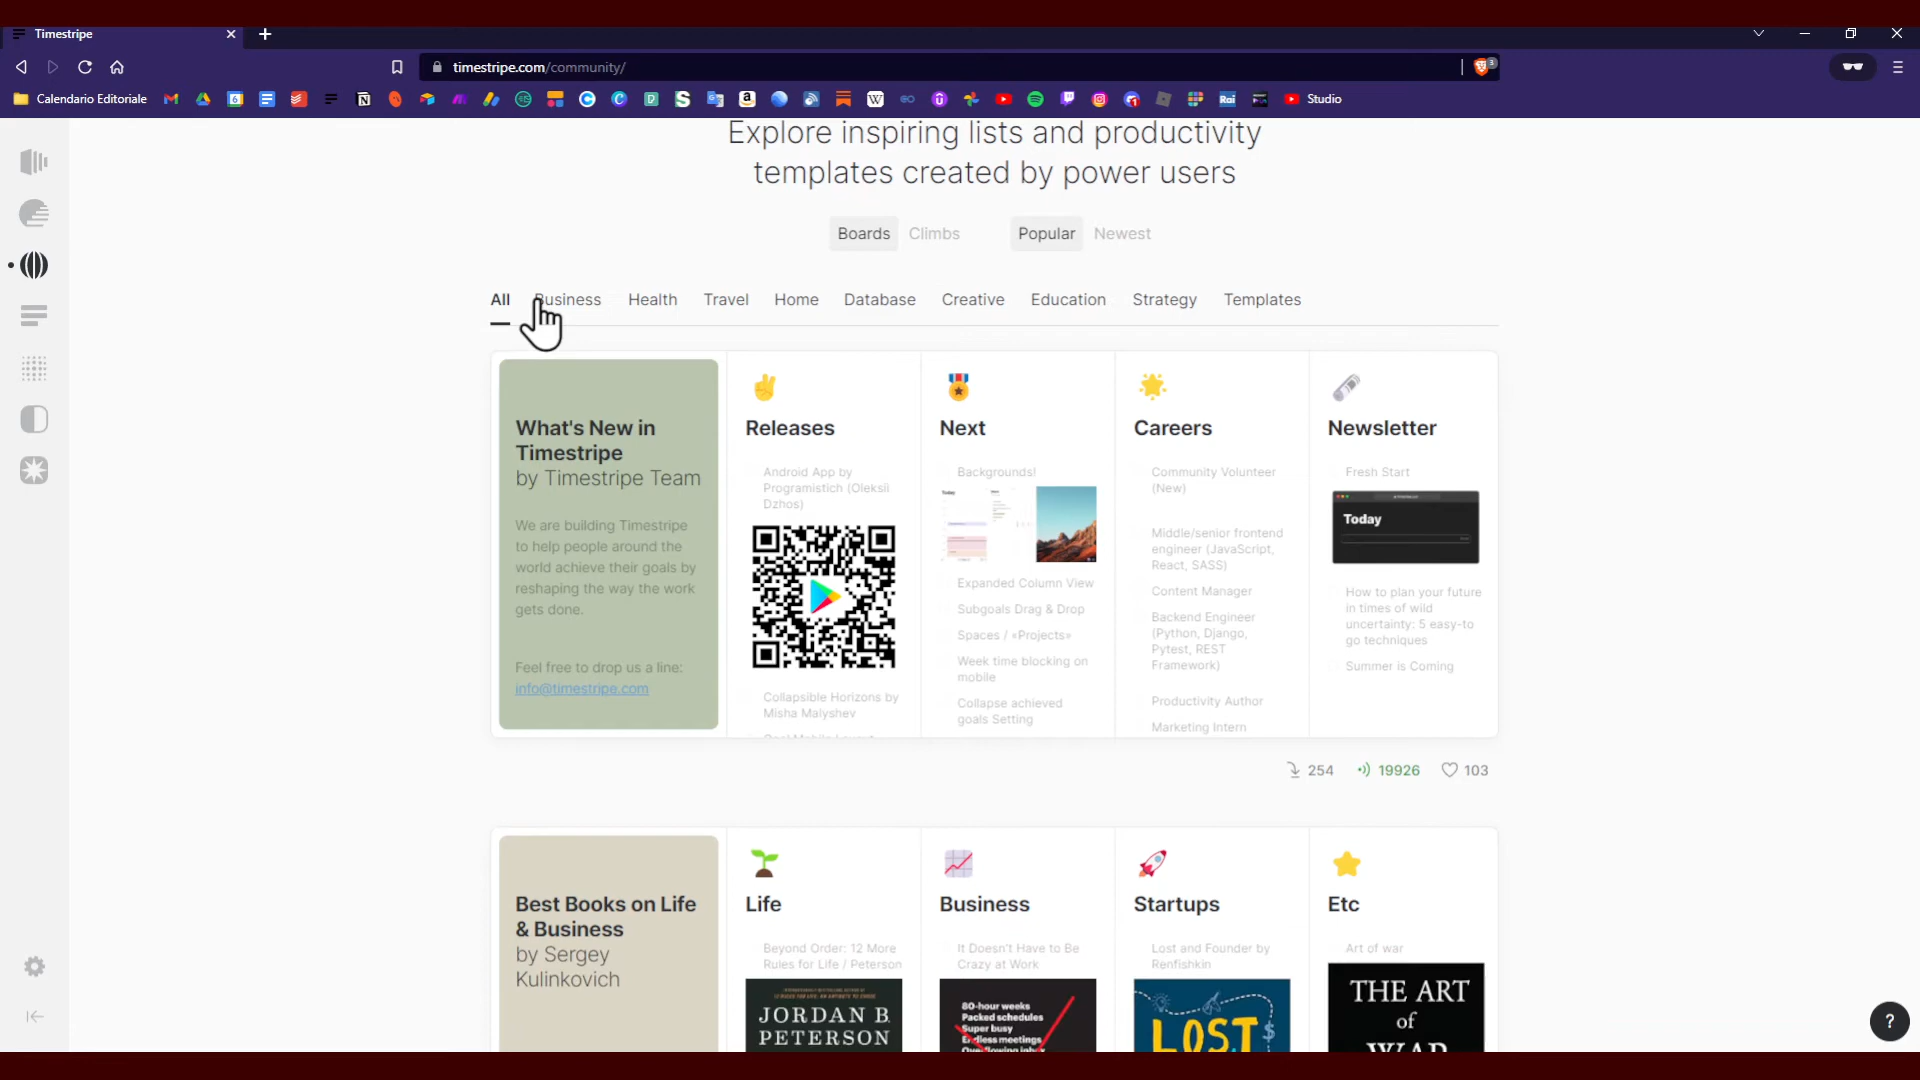 Timestripe
timestripe.com/community/
3
Calendario Editoriale
Rai
Studio
Explore inspiring lists and productivity
templates created by power users
Boards Climbs Popular Newest
All Business Health Travel Home Database Creative Education Strategy Templates
What's New in
Timestripe
by Timestripe Team
We are building Timestripe
to help people around the
world achieve their goals by
reshaping the way the work
gets done.
Feel free to drop us a line:
info@timestripe.com
Releases
Android App by
Programistich (Oleksii
Dzhos)
Collapsible Horizons by
Misha Malyshev
Next
Backgrounds!
Today
Expanded Column View
Subgoals Drag & Drop
Spaces / «Projects»
Week time blocking on
mobile
Collapse achieved
goals Setting
Careers
Community Volunteer
(New)
Middle/senior frontend
engineer (JavaScript,
React, SASS)
Content Manager
Backend Engineer
(Python, Django,
Pytest, REST
Framework)
Productivity Author
Marketing Intern
Newsletter
Fresh Start
Today
How to plan your future
in times of wild
uncertainty: 5 easy-to
go techniques
Summer is Coming
254 19926 103
Best Books on Life
& Business
by Sergey
Kulinkovich
Life
Beyond Order: 12 More
Rules for Life / Peterson
JORDAN B.
PETERSON
Business
It Doesn't Have to Be
Crazy at Work
80-hour weeks
Packed schedules
Super busy
Endless meetings
Overflowing inbox
Startups
Lost and Founder by
Renfishkin
LOST
Etc
Art of war
THE ART
of
WAR
?